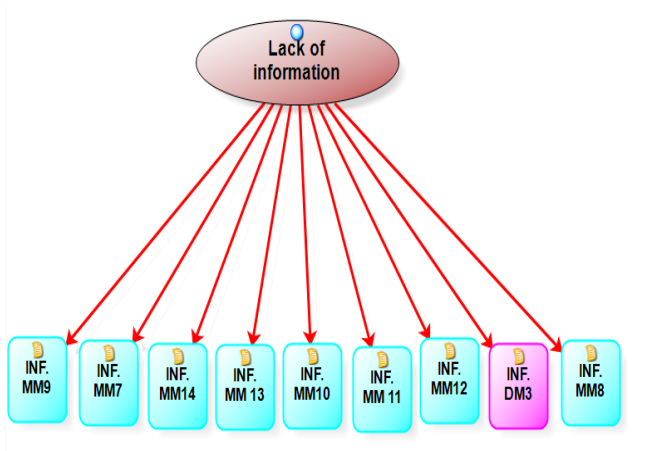 Lack of
information
INF.
MM9
INF.
MM7
INF.
MM14
INF.
MM 13
INF.
MM10
INF.
MM 11
INF.
MM12
INF.
DM3
INF.
MM8